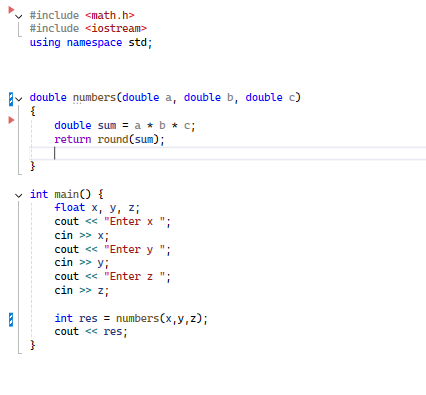 #include <math.h>
#include <iostream>
using namespace std;
double numbers(double a, double b, double c)
{
double sum = a * b * c;
return round(sum);
}
int main() {
float x, y, z;
cout << "Enter x ";
cin >> x;
cout << "Enter y ";
cin >> y;
cout << "Enter z ";
cin >> z;
int res = numbers(x,y,z);
cout << res;
}